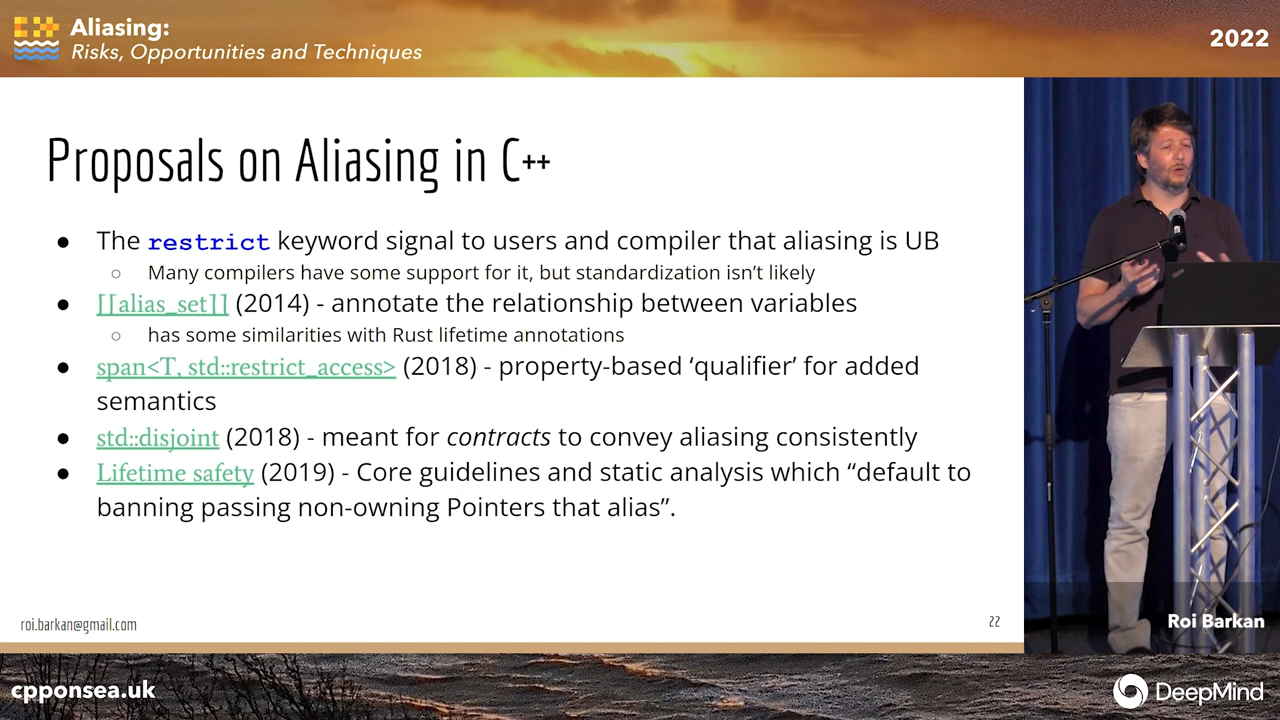 Aliasing:
Risks, Opportunities and Techniques
2022
Proposals on Aliasing in C++
● The restrict keyword signal to users and compiler that aliasing is UB
○ Many compilers have some support for it, but standardization isn't likely
● [[alias_set]] (2014) - annotate the relationship between variables
○ has some similarities with Rust lifetime annotations
● span<T, std::restrict_access> (2018) - property-based ‘qualifier’ for added
semantics
● std::disjoint (2018) - meant for contracts to convey aliasing consistently
● Lifetime safety (2019) - Core guidelines and static analysis which “default to
banning passing non-owning Pointers that alias”.
roi.barkan@gmail.com
22
Roi Barkan
cpponsea.uk
DeepMind